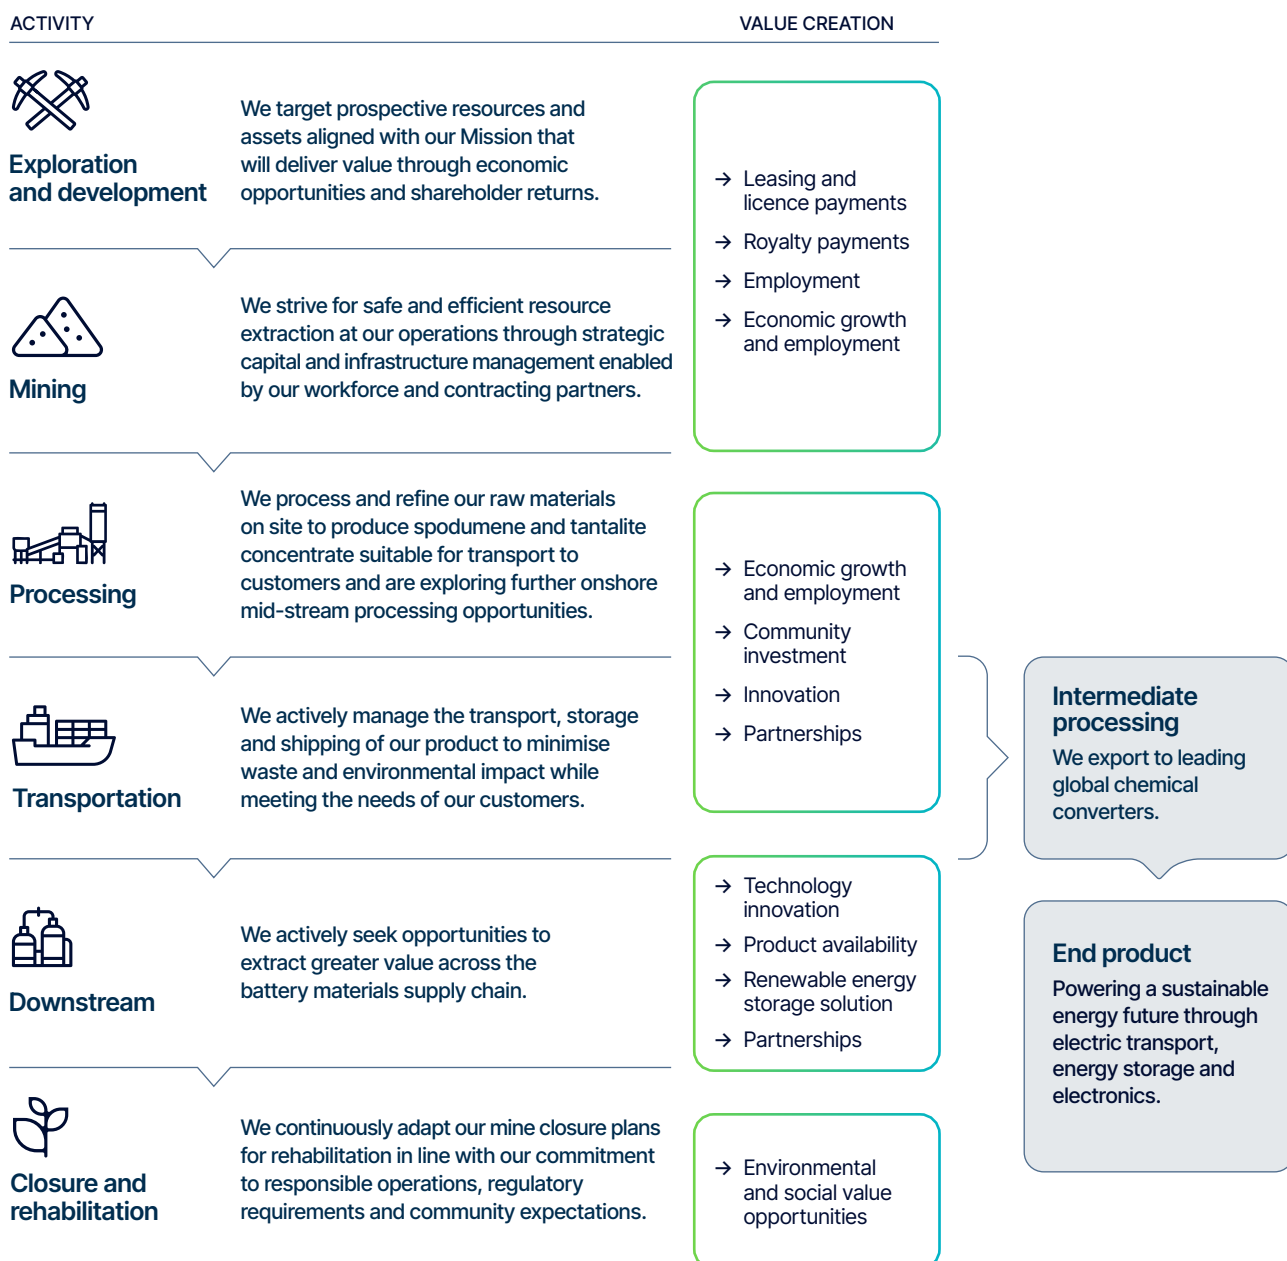 ACTIVITY
VALUE CREATION
Exploration
and development
We target prospective resources and
assets aligned with our Mission that
will deliver value through economic
opportunities and shareholder returns.
Mining
We strive for safe and efficient resource
extraction at our operations through strategic
capital and infrastructure management enabled
by our workforce and contracting partners.
→ Leasing and
licence payments
→ Royalty payments
→ Employment
→ Economic growth
and employment
Processing
We process and refine our raw materials
on site to produce spodumene and tantalite
concentrate suitable for transport to
customers and are exploring further onshore
mid-stream processing opportunities.
Transportation
We actively manage the transport, storage
and shipping of our product to minimise
waste and environmental impact while
meeting the needs of our customers.
→ Economic growth
and employment
→ Community
investment
→ Innovation
→ Partnerships
Intermediate
processing
We export to leading
global chemical
converters.
Downstream
We actively seek opportunities to
extract greater value across the
battery materials supply chain.
→ Technology
innovation
→ Product availability
→ Renewable energy
storage solution
→ Partnerships
End product
Powering a sustainable
energy future through
electric transport,
energy storage and
electronics.
Closure and
rehabilitation
We continuously adapt our mine closure plans
for rehabilitation in line with our commitment
to responsible operations, regulatory
requirements and community expectations.
→ Environmental
and social value
opportunities